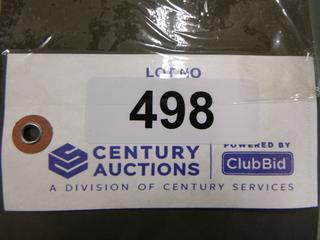 LOT NO
498
CENTURY
AUCTIONS
POWERED BY
ClubBid
A DIVISION OF CENTURY SERVICES